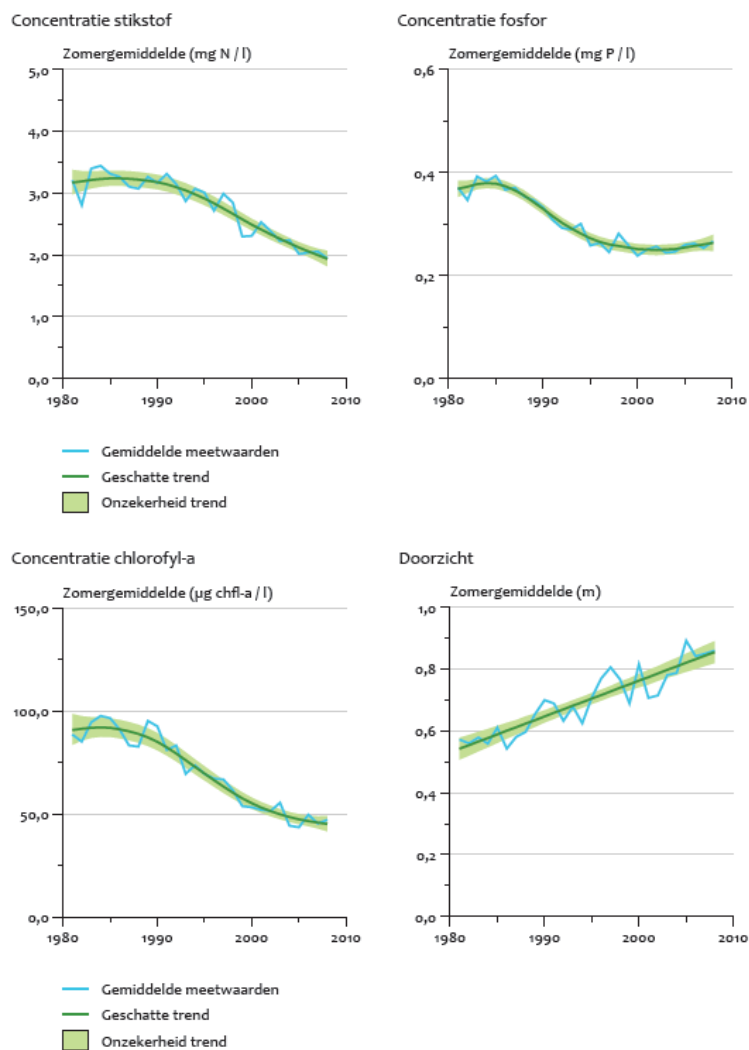 Concentratie stikstof
Zomergemiddelde (mg N / l)
5,0
4,0
3,0
2,0
1,0
0,0
1980 1990 2000 2010
Concentratie fosfor
Zomergemiddelde (mg P / l)
0,6
0,4
0,2
0,0
1980 1990 2000 2010
Gemiddelde meetwaarden
Geschatte trend
Onzekerheid trend
Concentratie chlorofyl-a
Zomergemiddelde (µg chfl-a / l)
150,0
100,0
50,0
0,0
1980 1990 2000 2010
Doorzicht
Zomergemiddelde (m)
1,0
0,8
0,6
0,4
0,2
0,0
1980 1990 2000 2010
Gemiddelde meetwaarden
Geschatte trend
Onzekerheid trend